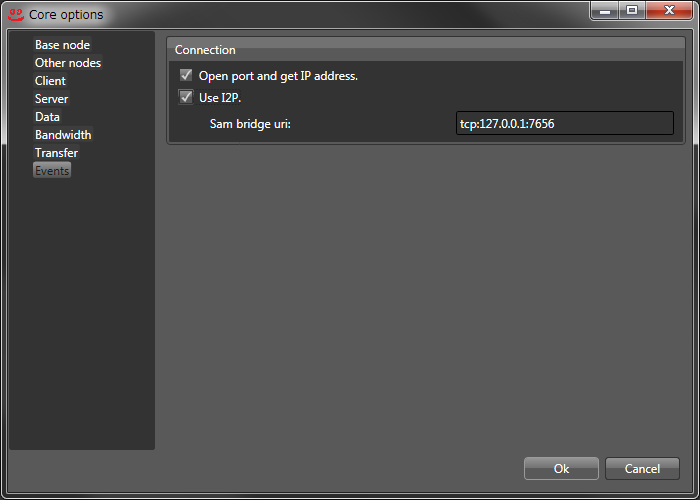 Core options
Base node
Other nodes
Client
Server
Data
Bandwidth
Transfer
Events
Connection
Open port and get IP address.
Use I2P.
Sam bridge uri: tcp:127.0.0.1:7656
Ok Cancel